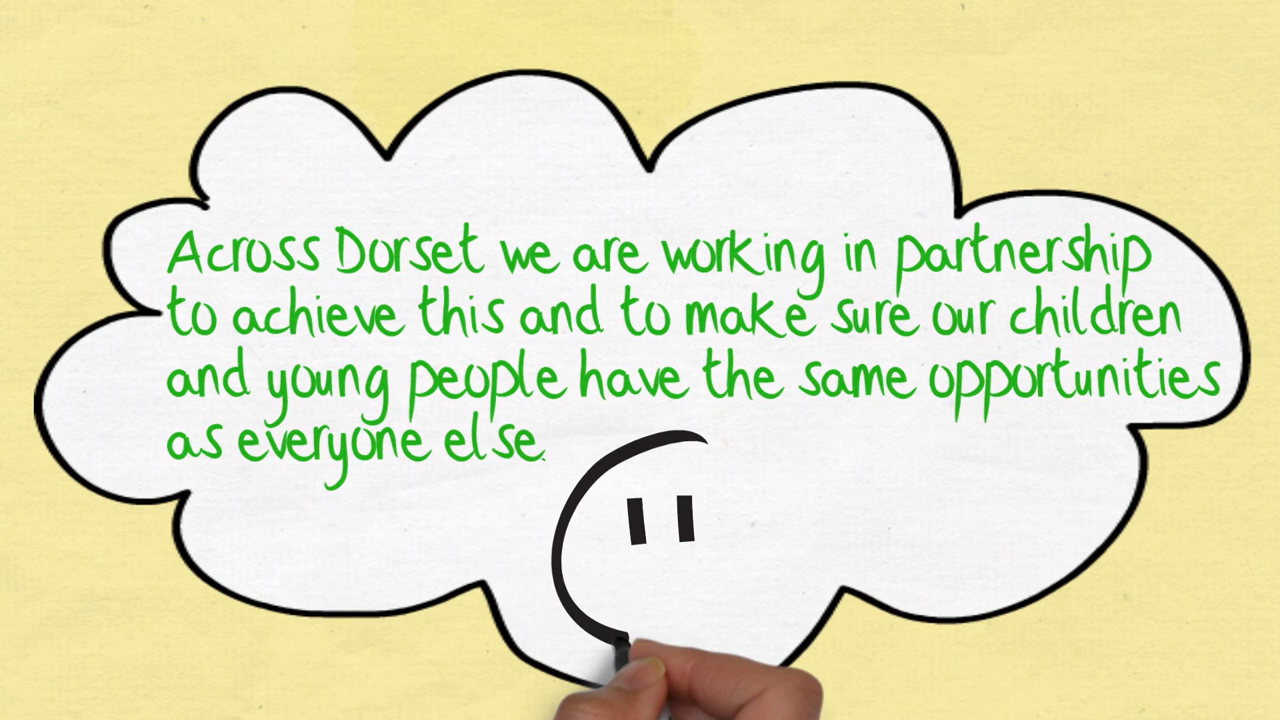 Across Dorset we are working in partnership
to achieve this and to make sure our children
and young people have the same opportunities
as everyone else.